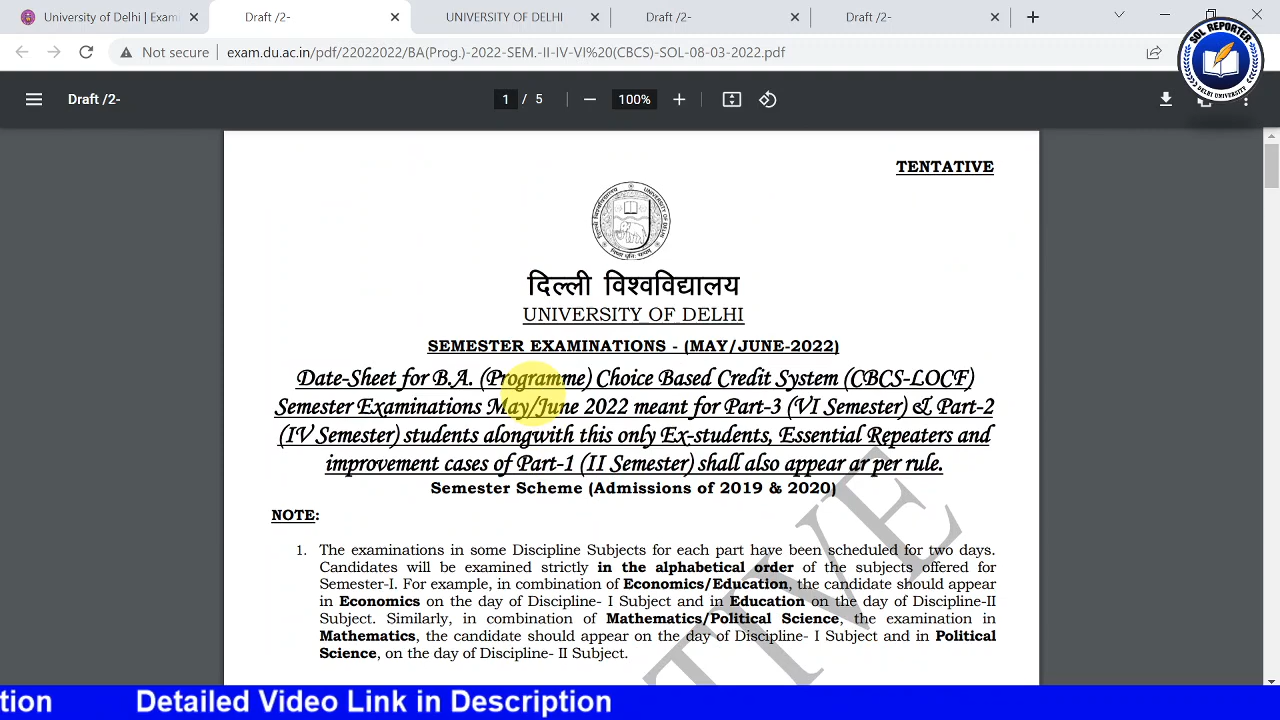 University of Delhi | Exam
Draft /2-
UNIVERSITY OF DELHI
Draft /2-
Draft /2-
Not secure
exam.du.ac.in/pdf/22022022/BA(Prog.)-2022-SEM.-II-IV-VI%20(CBCS)-SOL-08-03-2022.pdf
SOL REPORTER
DELHI UNIVERSITY
Draft /2-
1 / 5
100%
TENTATIVE
दिल्ली विश्वविद्यालय
UNIVERSITY OF DELHI
SEMESTER EXAMINATIONS - (MAY/JUNE-2022)
Date-Sheet for B.A. (Programme) Choice Based Credit System (CBCS-LOCF)
Semester Examinations May/June 2022 meant for Part-3 (VI Semester) & Part-2
(IV Semester) students alongwith this only Ex-students, Essential Repeaters and
improvement cases of Part-1 (II Semester) shall also appear ar per rule.
Semester Scheme (Admissions of 2019 & 2020)
NOTE:
1. The examinations in some Discipline Subjects for each part have been scheduled for two days.
Candidates will be examined strictly in the alphabetical order of the subjects offered for
Semester-I. For example, in combination of Economics/Education, the candidate should appear
in Economics on the day of Discipline- I Subject and in Education on the day of Discipline-II
Subject. Similarly, in combination of Mathematics/Political Science, the examination in
Mathematics, the candidate should appear on the day of Discipline- I Subject and in Political
Science, on the day of Discipline- II Subject.
TIVE
tion Detailed Video Link in Description